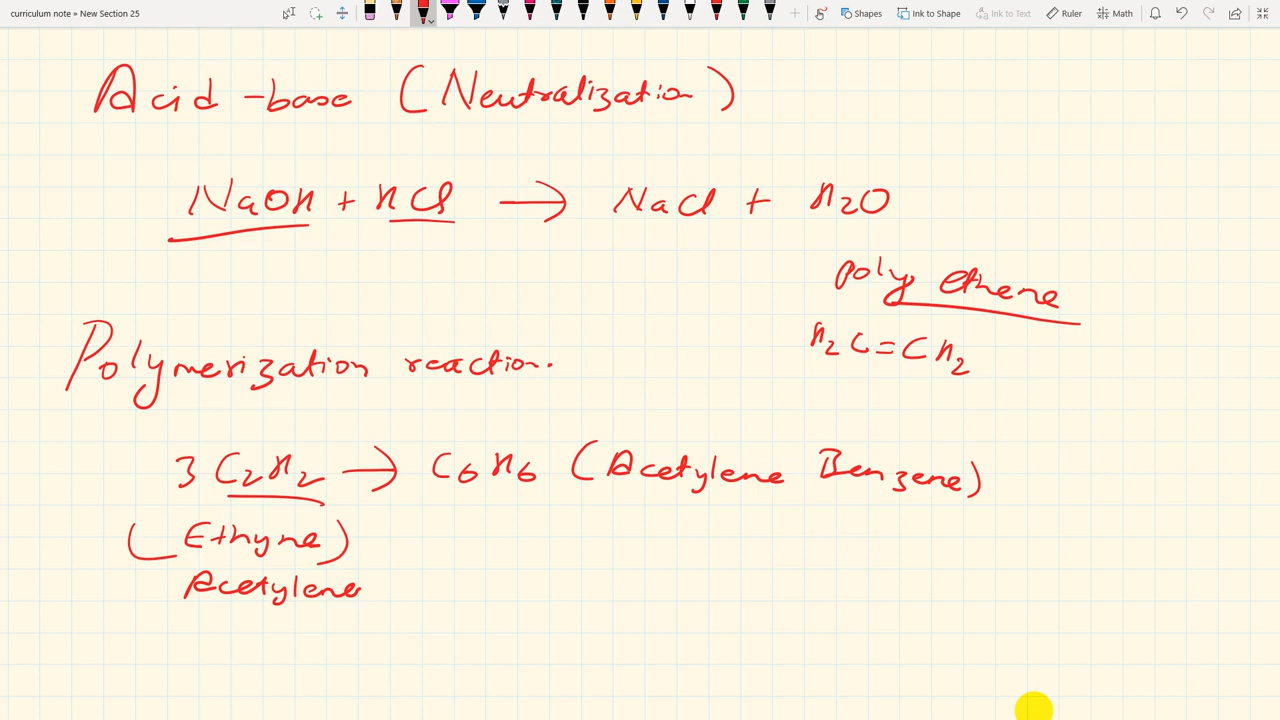 curriculum note » New Section 25
Shapes
Ink to Shape
Ink to Text
Ruler
Math
Acid-base (Neutralization)
NaOH + HCl → NaCl + H2O
poly ethene
H2C=CH2
Polymerization reaction.
3 C2H2 → C6H6 (Acetylene Benzene)
(Ethyne)
Acetylene